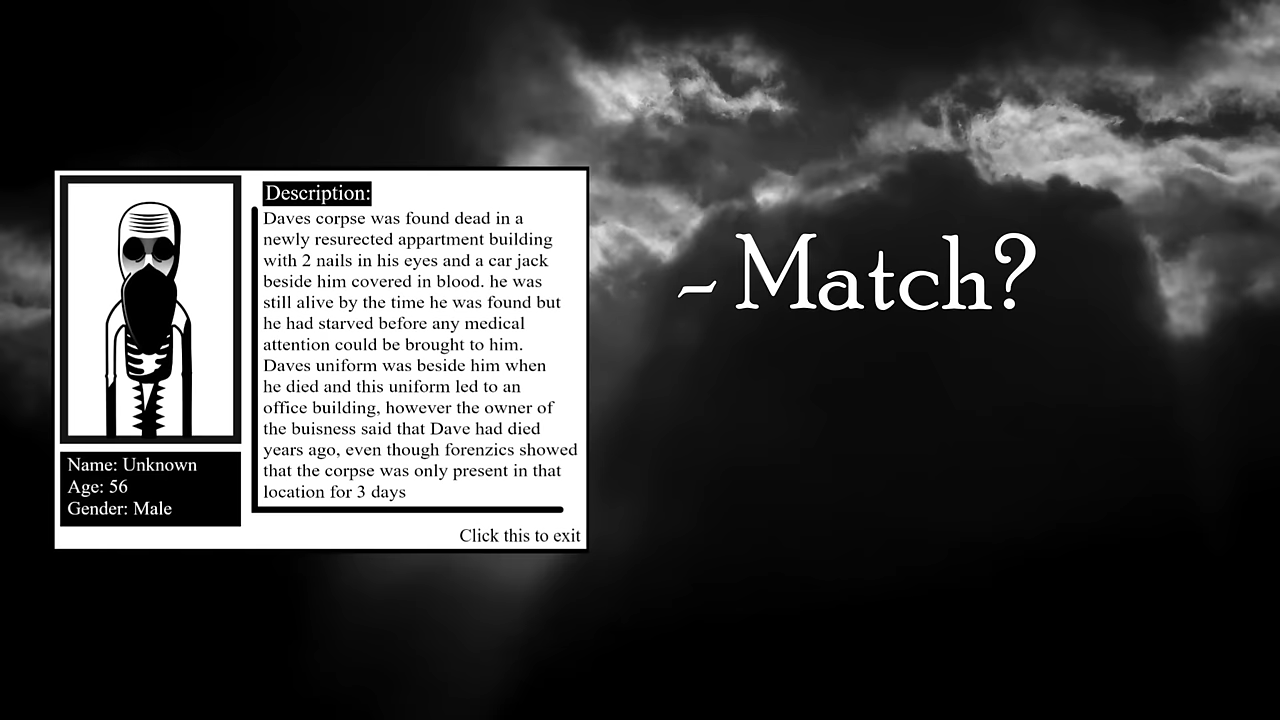 Description:
Daves corpse was found dead in a
newly resurected appartment building
with 2 nails in his eyes and a car jack
beside him covered in blood. he was
still alive by the time he was found but
he had starved before any medical
attention could be brought to him.
Daves uniform was beside him when
he died and this uniform led to an
office building, however the owner of
the buisness said that Dave had died
years ago, even though forenzics showed
that the corpse was only present in that
location for 3 days
Name: Unknown
Age: 56
Gender: Male
Click this to exit
- Match?